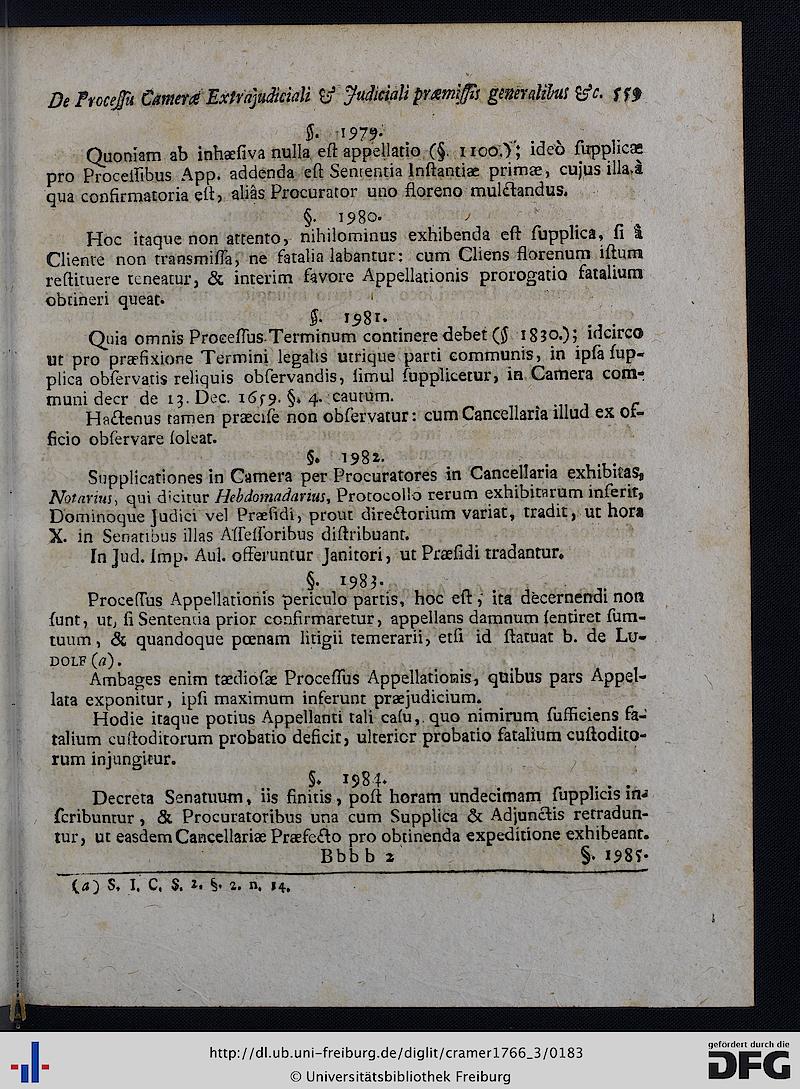 De Processu Cameræ Extrajudiciali & Judiciali præmissis generalibus &c. 559
§. 1979.
Quoniam ab inhæsiva nulla est appellatio (§. 1100.); ideò supplicæ
pro Processibus App. addenda est Sententia Instantiæ primæ, cujus illa à
qua confirmatoria est, aliàs Procurator uno floreno mulctandus.
§. 1980.
Hoc itaque non attento, nihilominus exhibenda est supplica, si à
Cliente non transmissa, ne fatalia labantur: cum Cliens florenum istum
restituere teneatur, & interim favore Appellationis prorogatio fatalium
obtineri queat.
§. 1981.
Quia omnis Processus Terminum continere debet (§ 1830.); idcirco
ut pro præfixione Termini legalis utrique parti communis, in ipsa sup-
plica observatis reliquis observandis, simul supplicetur, in Camera com-
muni decr de 13. Dec. 1659. §. 4. cautum.
Hactenus tamen præcise non observatur: cum Cancellaria illud ex of-
ficio observare soleat.
§. 1982.
Supplicationes in Camera per Procuratores in Cancellaria exhibitas,
Notarius, qui dicitur Hebdomadarius, Protocollo rerum exhibitarum inserit,
Dominoque Judici vel Præsidi, prout directorium variat, tradit, ut hora
X. in Senatibus illas Assessoribus distribuant.
In Jud. Imp. Aul. offeruntur Janitori, ut Præsidi tradantur.
§. 1983.
Processus Appellationis periculo partis, hoc est, ita decernendi non
sunt, ut, si Sententia prior confirmaretur, appellans damnum sentiret sum-
tuum, & quandoque pœnam litigii temerarii, etsi id statuat b. de LU-
DOLF (a).
Ambages enim tædiosæ Processus Appellationis, quibus pars Appel-
lata exponitur, ipsi maximum inferunt præjudicium.
Hodie itaque potius Appellanti tali casu, quo nimirum sufficiens fa-
talium custoditorum probatio deficit, ulterior probatio fatalium custodito-
rum injungitur.
§. 1984.
Decreta Senatuum, iis finitis, post horam undecimam supplicis in-
scribuntur, & Procuratoribus una cum Supplica & Adjunctis retradun-
tur, ut easdem Cancellariæ Præfecto pro obtinenda expeditione exhibeant.
Bbbb 2 §. 1985.
(a) S. I. C. S. 2. §. 2. n. 14.
http://dl.ub.uni-freiburg.de/diglit/cramer1766_3/0183
© Universitätsbibliothek Freiburg
gefördert durch die
DFG